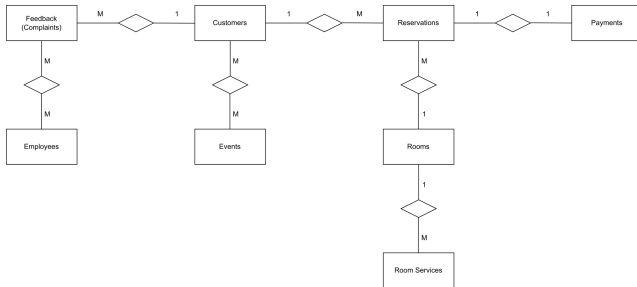 Feedback
(Complaints)
M
1
Customers
1
M
Reservations
1
1
Payments
M
M
M
M
M
1
Employees
Events
Rooms
1
M
Room Services